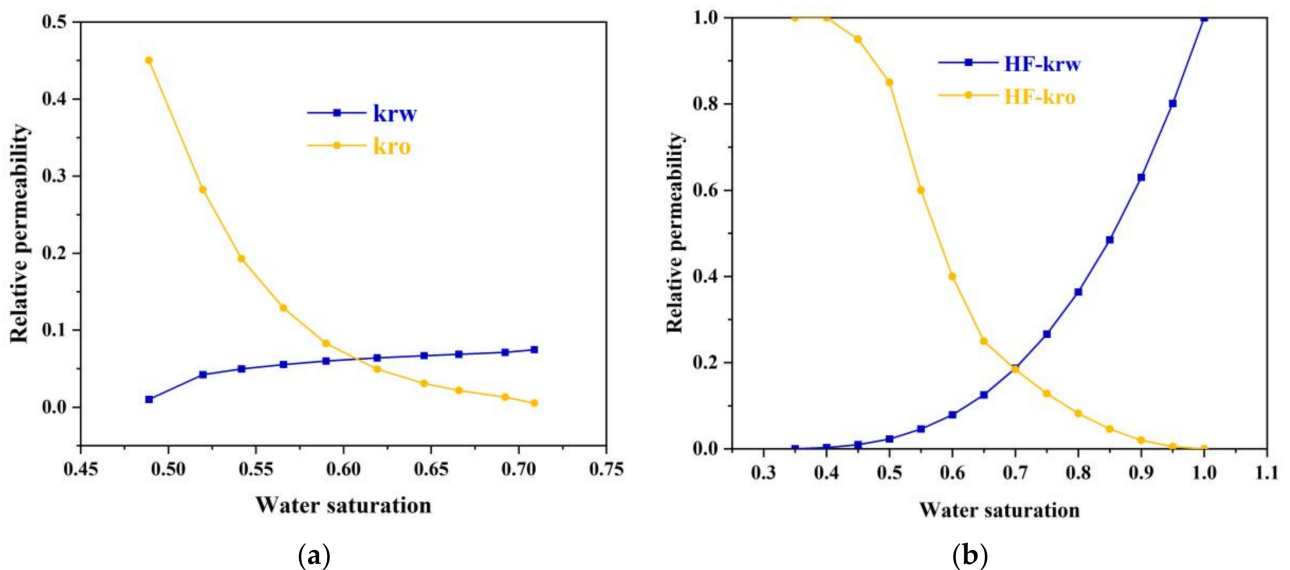 0.5
0.4
0.3
0.2
0.1
0.0
Relative permeability
krw
kro
0.45 0.50 0.55 0.60 0.65 0.70 0.75
Water saturation
(a)
1.0
0.8
0.6
0.4
0.2
0.0
Relative permeability
HF-krw
HF-kro
0.3 0.4 0.5 0.6 0.7 0.8 0.9 1.0 1.1
Water saturation
(b)